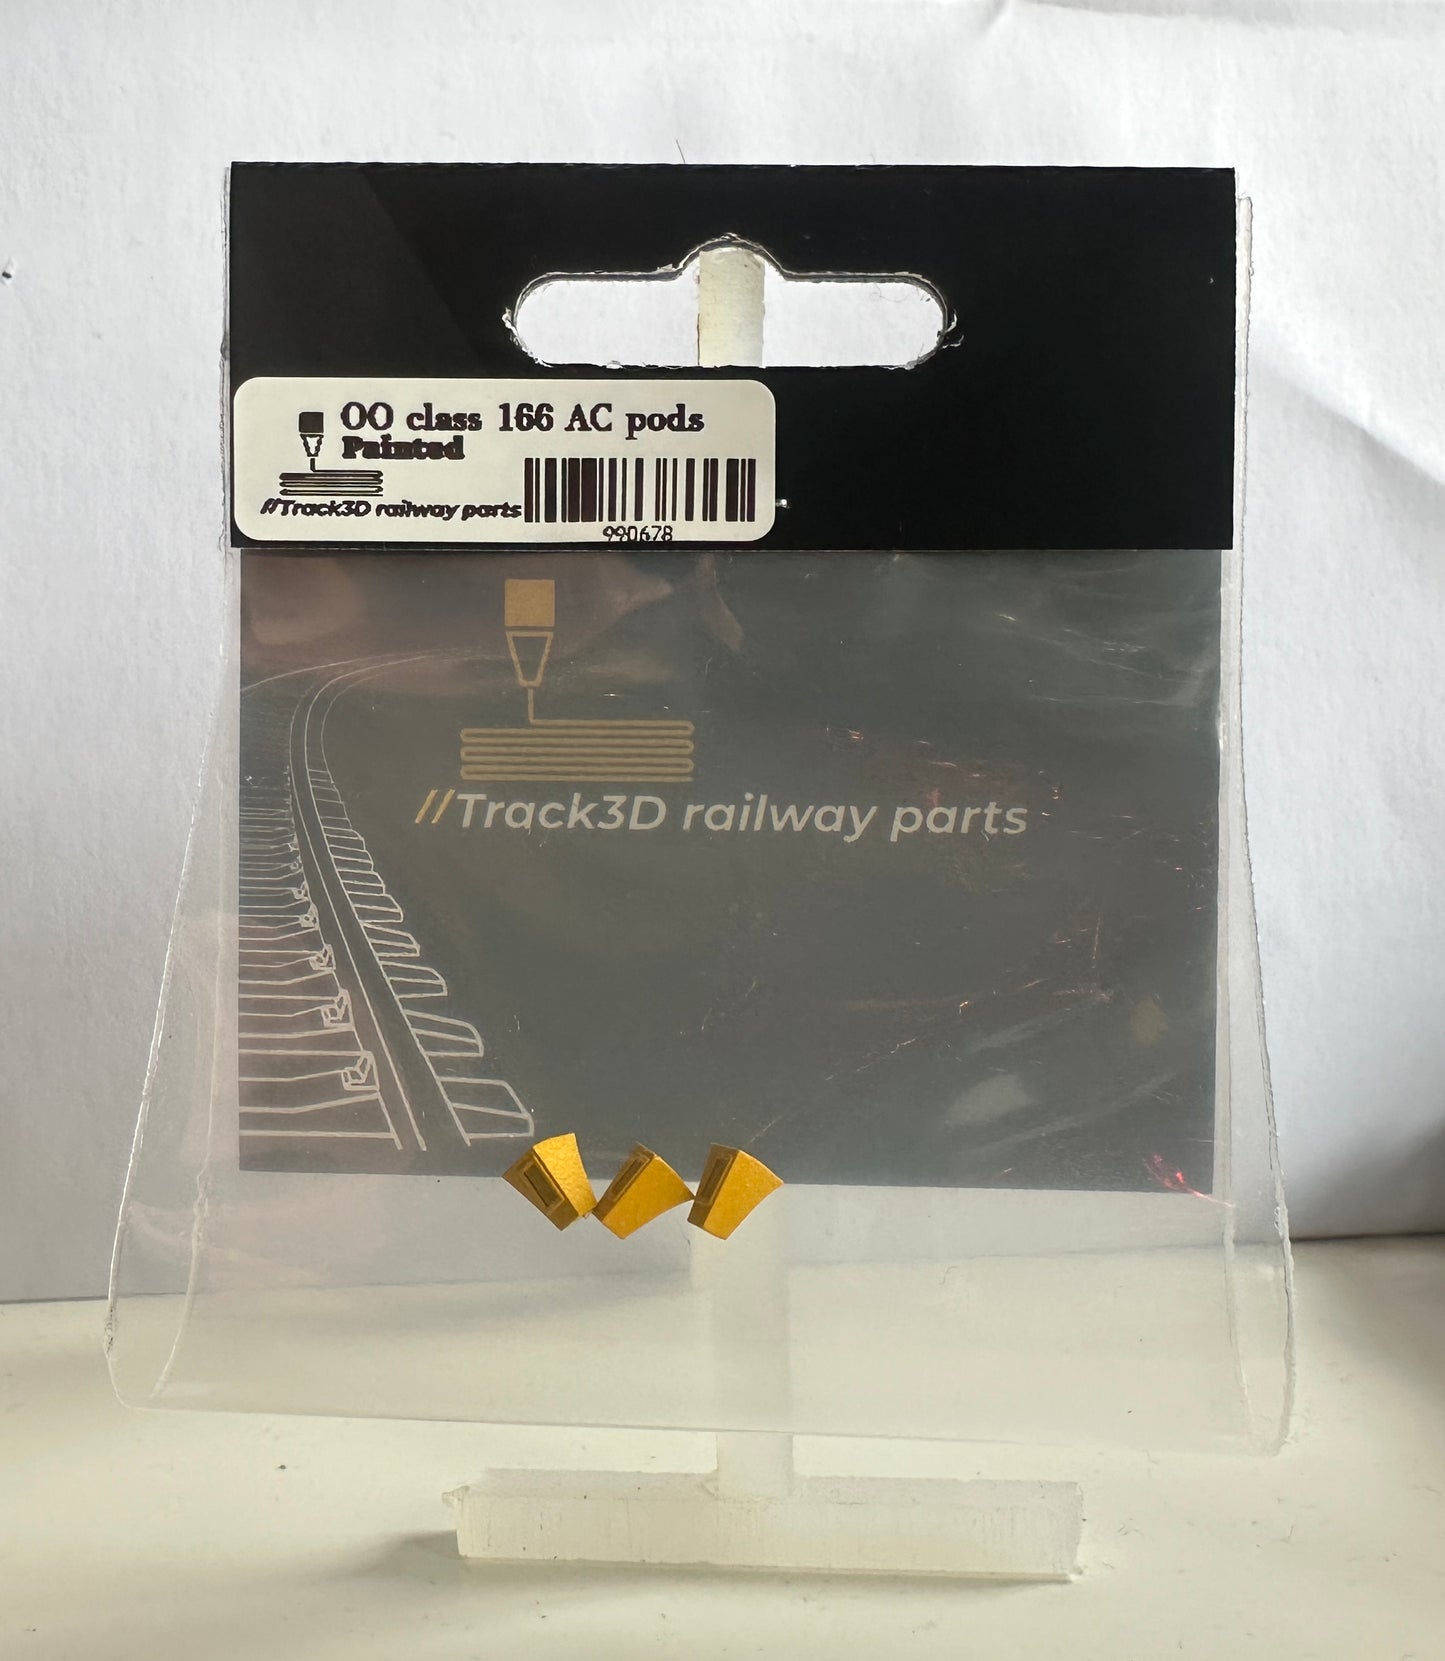 OO class 166 AC pods
Painted
//Track3D railway parts
990678
//Track3D railway parts